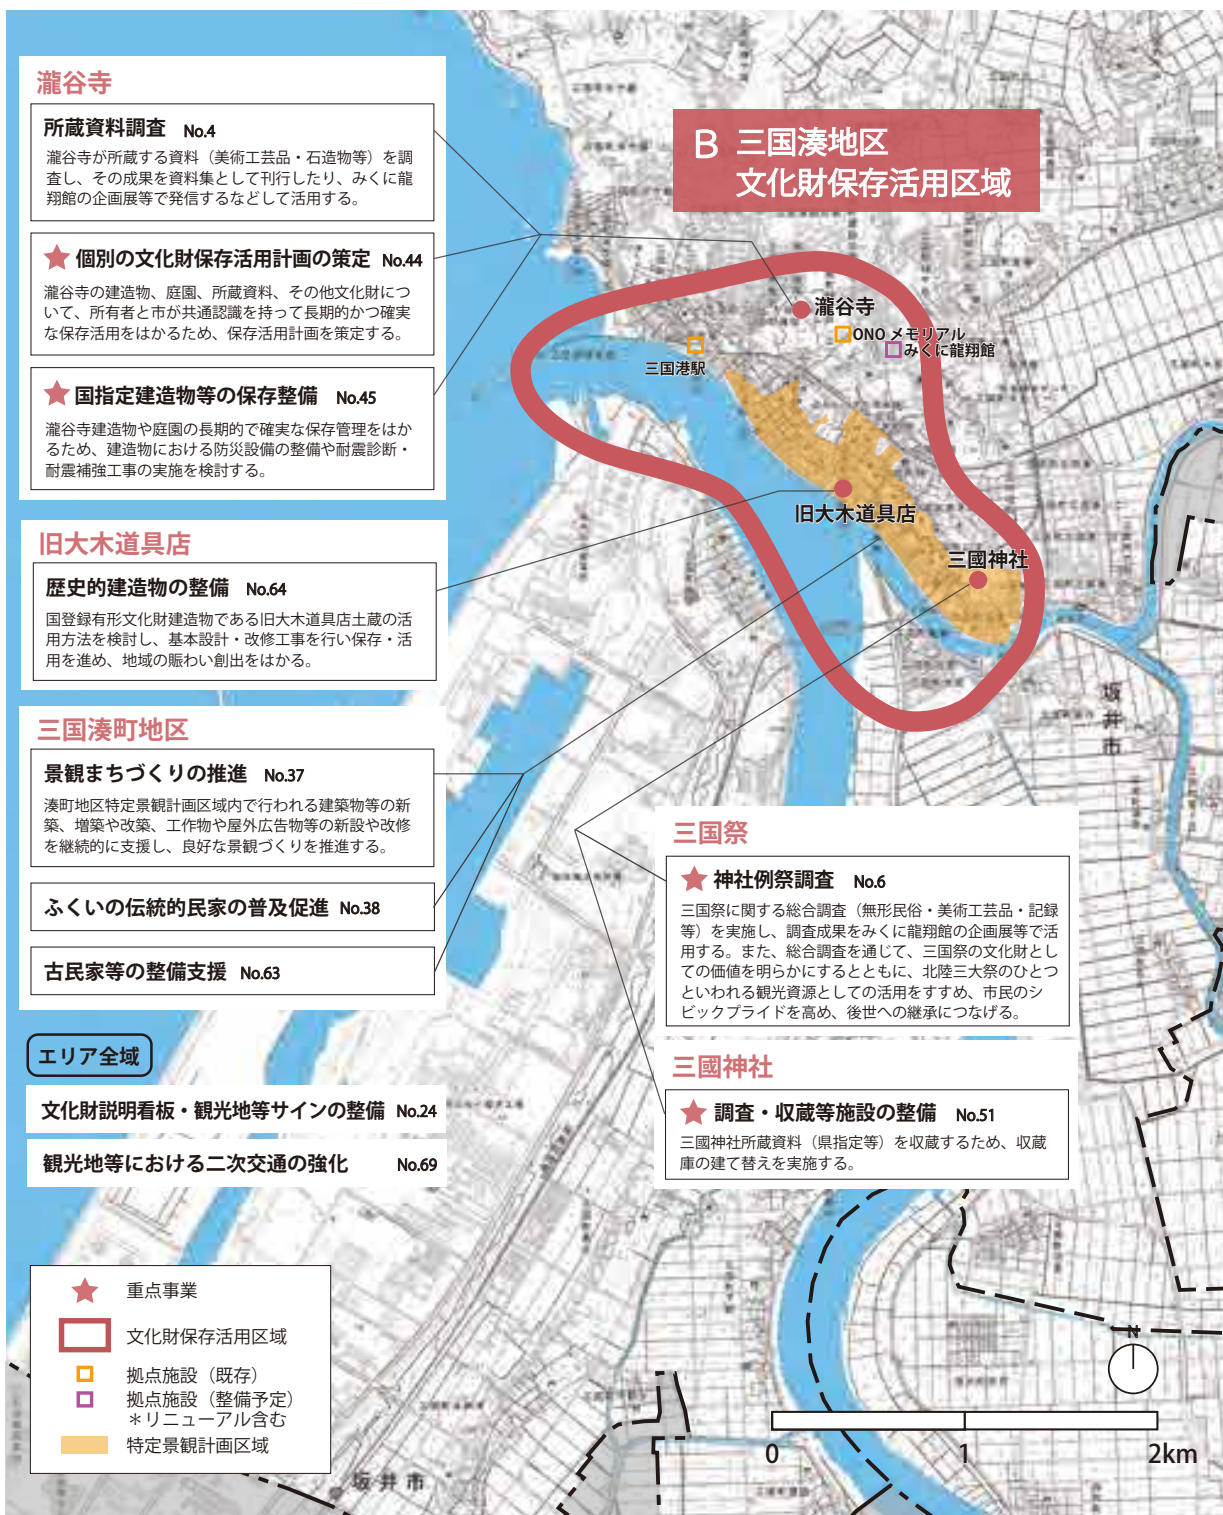 瀧谷寺
所蔵資料調査 No.4
瀧谷寺が所蔵する資料（美術工芸品・石造物等）を調
査し、その成果を資料集として刊行したり、みくに龍
翔館の企画展等で発信するなどして活用する。
★ 個別の文化財保存活用計画の策定 No.44
瀧谷寺の建造物、庭園、所蔵資料、その他文化財につ
いて、所有者と市が共通認識を持って長期的かつ確実
な保存活用をはかるため、保存活用計画を策定する。
★ 国指定建造物等の保存整備 No.45
瀧谷寺建造物や庭園の長期的で確実な保存管理をはか
るため、建造物における防災設備の整備や耐震診断・
耐震補強工事の実施を検討する。
旧大木道具店
歴史的建造物の整備 No.64
国登録有形文化財建造物である旧大木道具店土蔵の活
用方法を検討し、基本設計・改修工事を行い保存・活
用を進め、地域の賑わい創出をはかる。
三国湊町地区
景観まちづくりの推進 No.37
湊町地区特定景観計画区域内で行われる建築物等の新
築、増築や改築、工作物や屋外広告物等の新設や改修
を継続的に支援し、良好な景観づくりを推進する。
ふくいの伝統的民家の普及促進 No.38
古民家等の整備支援 No.63
エリア全域
文化財説明看板・観光地等サインの整備 No.24
観光地等における二次交通の強化 No.69
B 三国湊地区
文化財保存活用区域
瀧谷寺
ONO メモリアル
みくに龍翔館
三国港駅
旧大木道具店
三國神社
坂井市
三国祭
★ 神社例祭調査 No.6
三国祭に関する総合調査（無形民俗・美術工芸品・記録
等）を実施し、調査成果をみくに龍翔館の企画展等で活
用する。また、総合調査を通じて、三国祭の文化財とし
ての価値を明らかにするとともに、北陸三大祭のひとつ
といわれる観光資源としての活用をすすめ、市民のシ
ビックプライドを高め、後世への継承につなげる。
三國神社
★ 調査・収蔵等施設の整備 No.51
三國神社所蔵資料（県指定等）を収蔵するため、収蔵
庫の建て替えを実施する。
★ 重点事業
文化財保存活用区域
拠点施設（既存）
拠点施設（整備予定）
＊リニューアル含む
特定景観計画区域
坂井市
N
0 1 2km